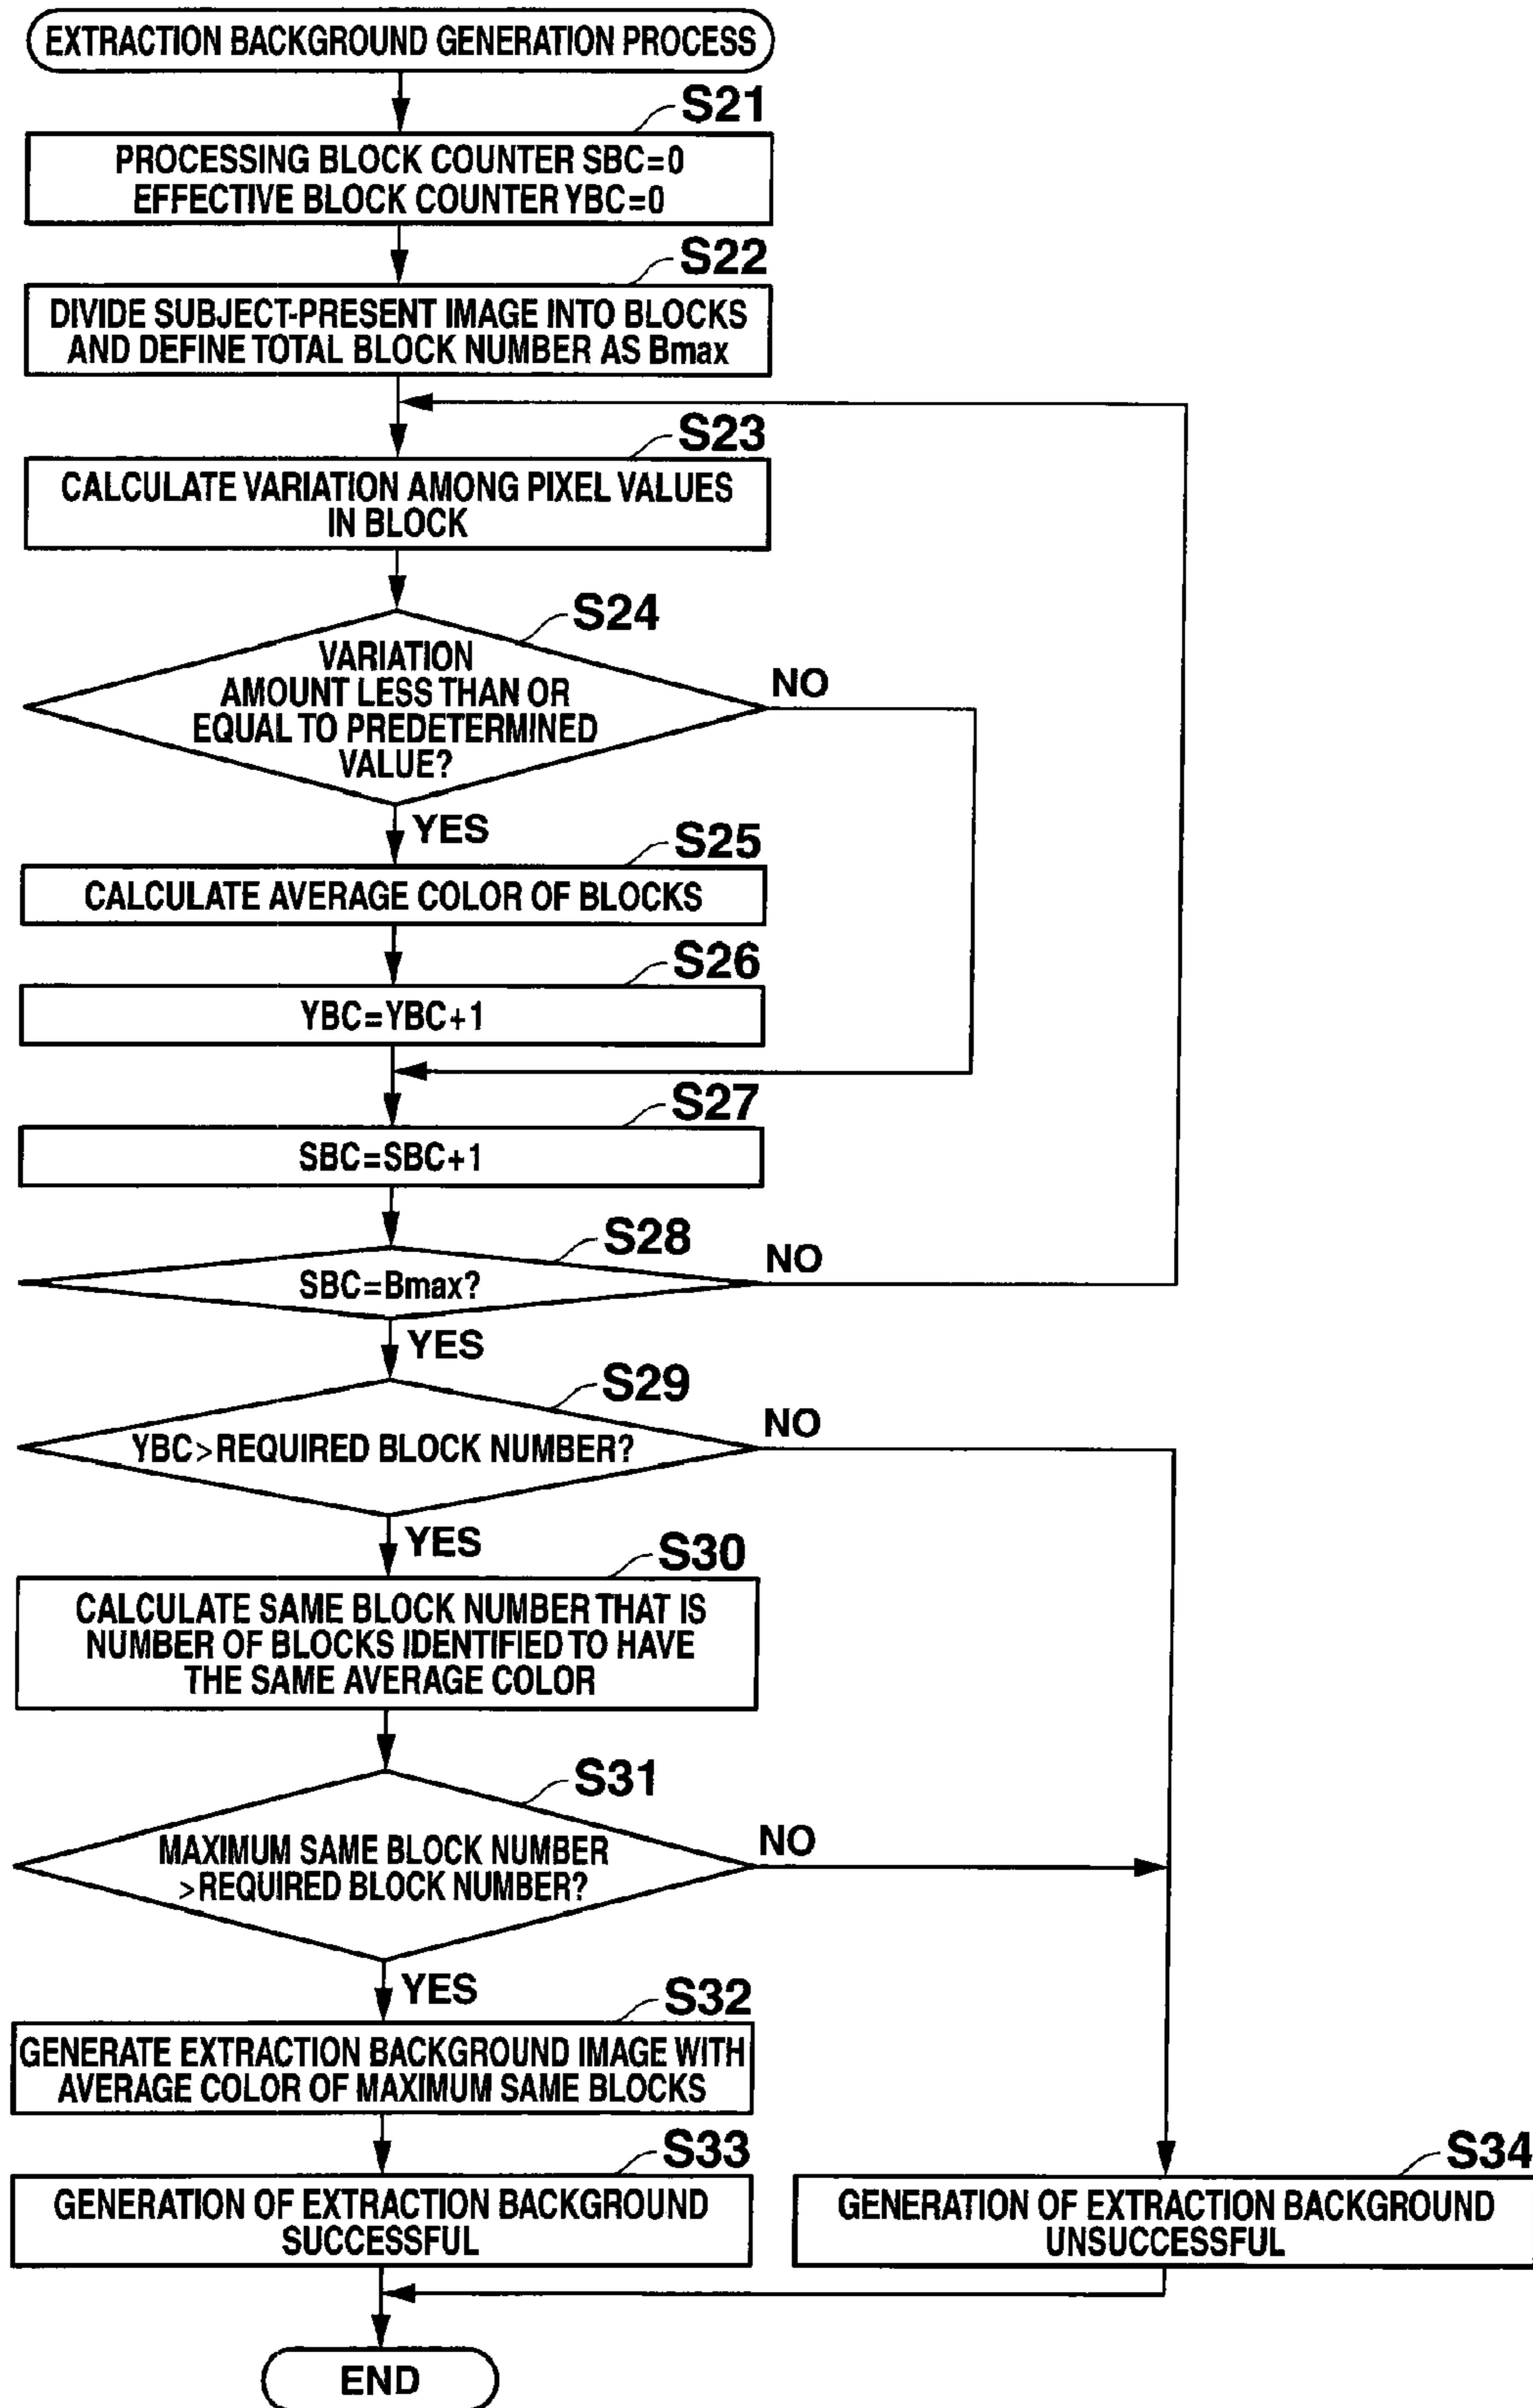 EXTRACTION BACKGROUND GENERATION PROCESS
S21
PROCESSING BLOCK COUNTER SBC=0
EFFECTIVE BLOCK COUNTER YBC=0
S22
DIVIDE SUBJECT-PRESENT IMAGE INTO BLOCKS
AND DEFINE TOTAL BLOCK NUMBER AS Bmax
S23
CALCULATE VARIATION AMONG PIXEL VALUES
IN BLOCK
S24
VARIATION
AMOUNT LESS THAN OR
EQUAL TO PREDETERMINED
VALUE?
NO
YES
S25
CALCULATE AVERAGE COLOR OF BLOCKS
S26
YBC=YBC+1
S27
SBC=SBC+1
S28
SBC=Bmax?
NO
YES
S29
YBC>REQUIRED BLOCK NUMBER?
NO
YES
S30
CALCULATE SAME BLOCK NUMBER THAT IS
NUMBER OF BLOCKS IDENTIFIED TO HAVE
THE SAME AVERAGE COLOR
S31
MAXIMUM SAME BLOCK NUMBER
>REQUIRED BLOCK NUMBER?
NO
YES
S32
GENERATE EXTRACTION BACKGROUND IMAGE WITH
AVERAGE COLOR OF MAXIMUM SAME BLOCKS
S33
GENERATION OF EXTRACTION BACKGROUND
SUCCESSFUL
S34
GENERATION OF EXTRACTION BACKGROUND
UNSUCCESSFUL
END